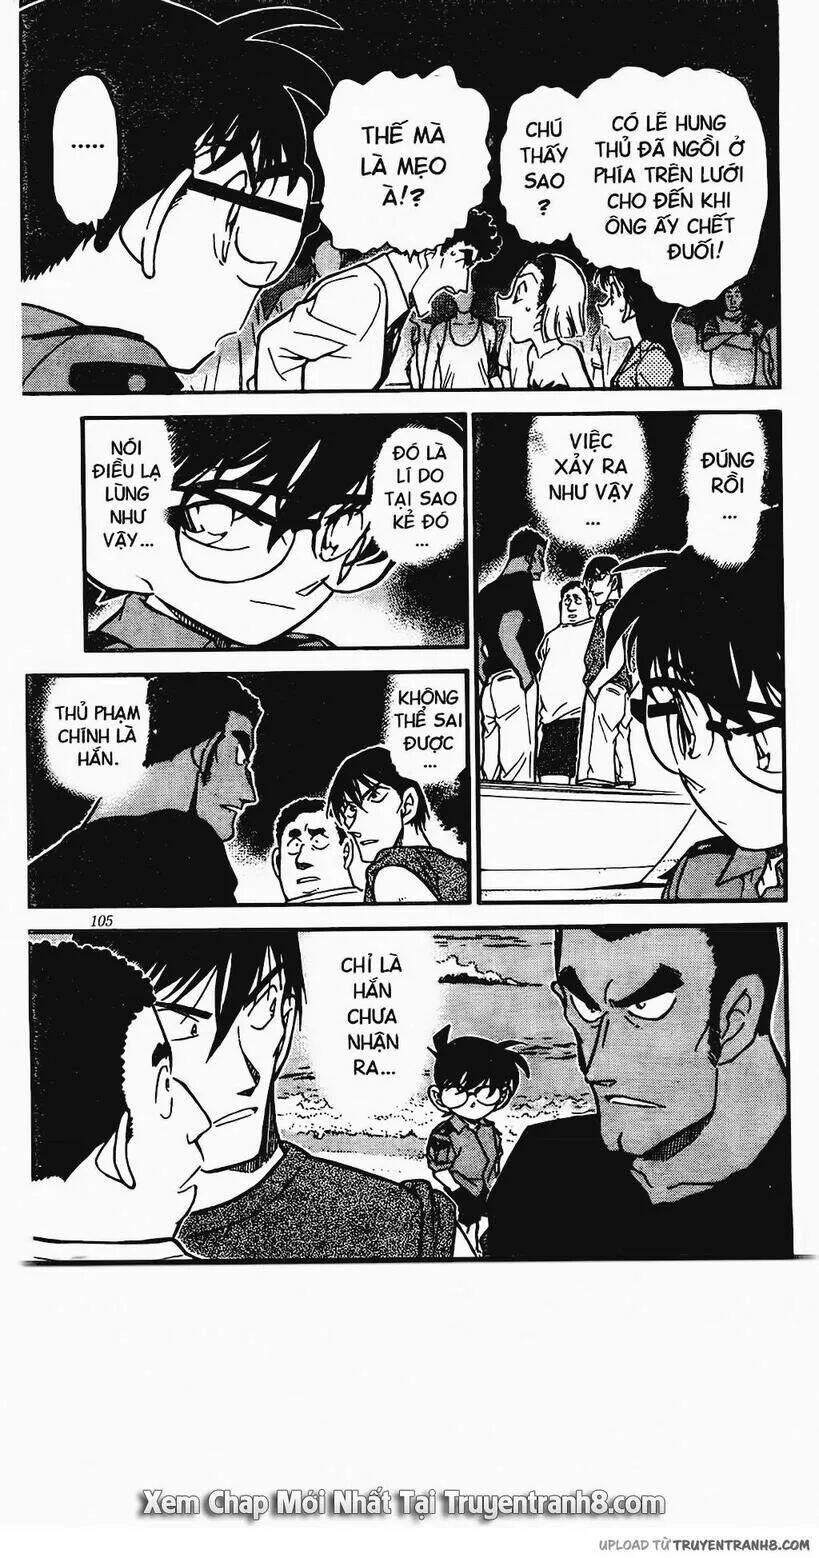 CÓ LẼ HUNG
THỦ ĐÃ NGỒI Ở
PHÍA TRÊN LƯỚI
CHO ĐẾN KHI
ÔNG ẤY CHẾT
ĐUỐI!
CHÚ
THẤY
SAO
?
THẾ MÀ
LÀ MẸO
À!?
.....
ĐÚNG
RỒI
...
VIỆC
XẢY RA
NHƯ VẬY
...
ĐÓ LÀ
LÍ DO
TẠI SAO
KẺ ĐÓ
...
NÓI
ĐIỀU LẠ
LÙNG
NHƯ
VẬY...
KHÔNG
THỂ SAI
ĐƯỢC
...
THỦ PHẠM
CHÍNH LÀ
HẮN.
105
CHỈ LÀ
HẮN
CHƯA
NHẬN
RA...
Xem Chap Mới Nhất Tại Truyentranh8.com
UPLOAD TỪ TRUYENTRANH8.COM